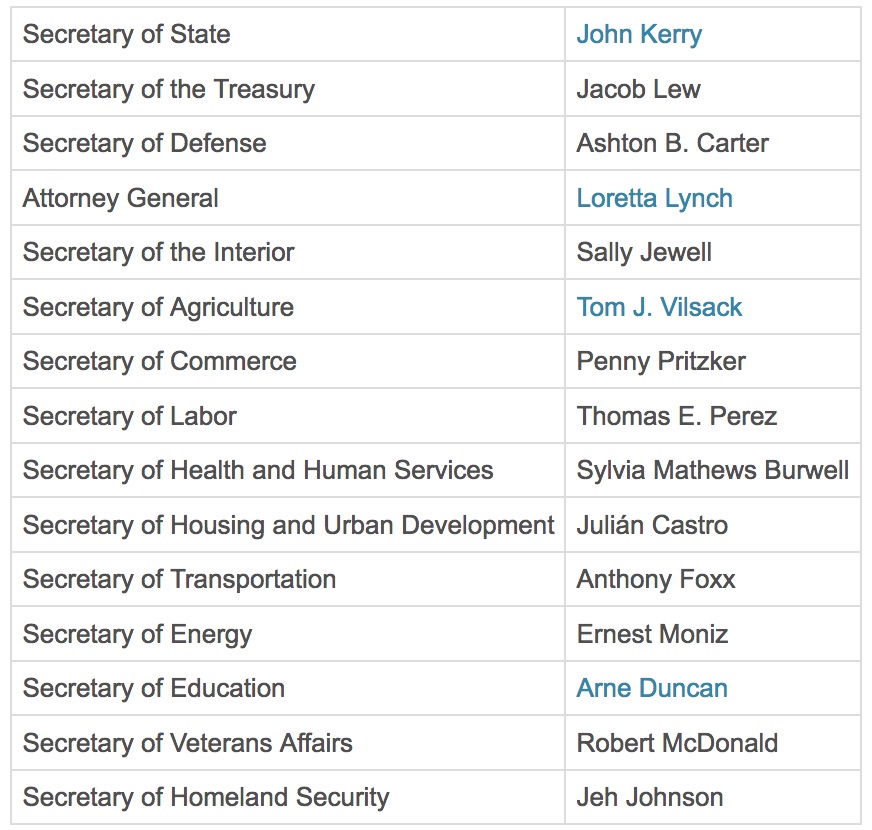 Secretary of State John Kerry
Secretary of the Treasury Jacob Lew
Secretary of Defense Ashton B. Carter
Attorney General Loretta Lynch
Secretary of the Interior Sally Jewell
Secretary of Agriculture Tom J. Vilsack
Secretary of Commerce Penny Pritzker
Secretary of Labor Thomas E. Perez
Secretary of Health and Human Services Sylvia Mathews Burwell
Secretary of Housing and Urban Development Julián Castro
Secretary of Transportation Anthony Foxx
Secretary of Energy Ernest Moniz
Secretary of Education Arne Duncan
Secretary of Veterans Affairs Robert McDonald
Secretary of Homeland Security Jeh Johnson